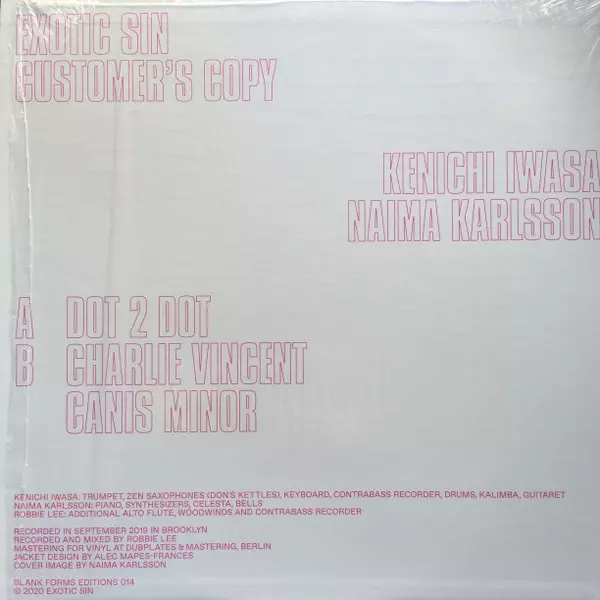 EXOTIC SIN
CUSTOMER'S COPY
KENICHI IWASA
NAIMA KARLSSON
A DOT 2 DOT
B CHARLIE VINCENT
CANIS MINOR
KENICHI IWASA: TRUMPET, ZEN SAXOPHONES (DON'S KETTLES), KEYBOARD, CONTRABASS RECORDER, DRUMS, KALIMBA, GUITARET
NAIMA KARLSSON: PIANO, SYNTHESIZERS, CELESTA, BELLS
ROBBIE LEE: ADDITIONAL ALTO FLUTE, WOODWINDS AND CONTRABASS RECORDER
RECORDED IN SEPTEMBER 2019 IN BROOKLYN
RECORDED AND MIXED BY ROBBIE LEE
MASTERING FOR VINYL AT DUBPLATES & MASTERING, BERLIN
JACKET DESIGN BY ALEC MAPES-FRANCES
COVER IMAGE BY NAIMA KARLSSON
BLANK FORMS EDITIONS 014
© 2020 EXOTIC SIN